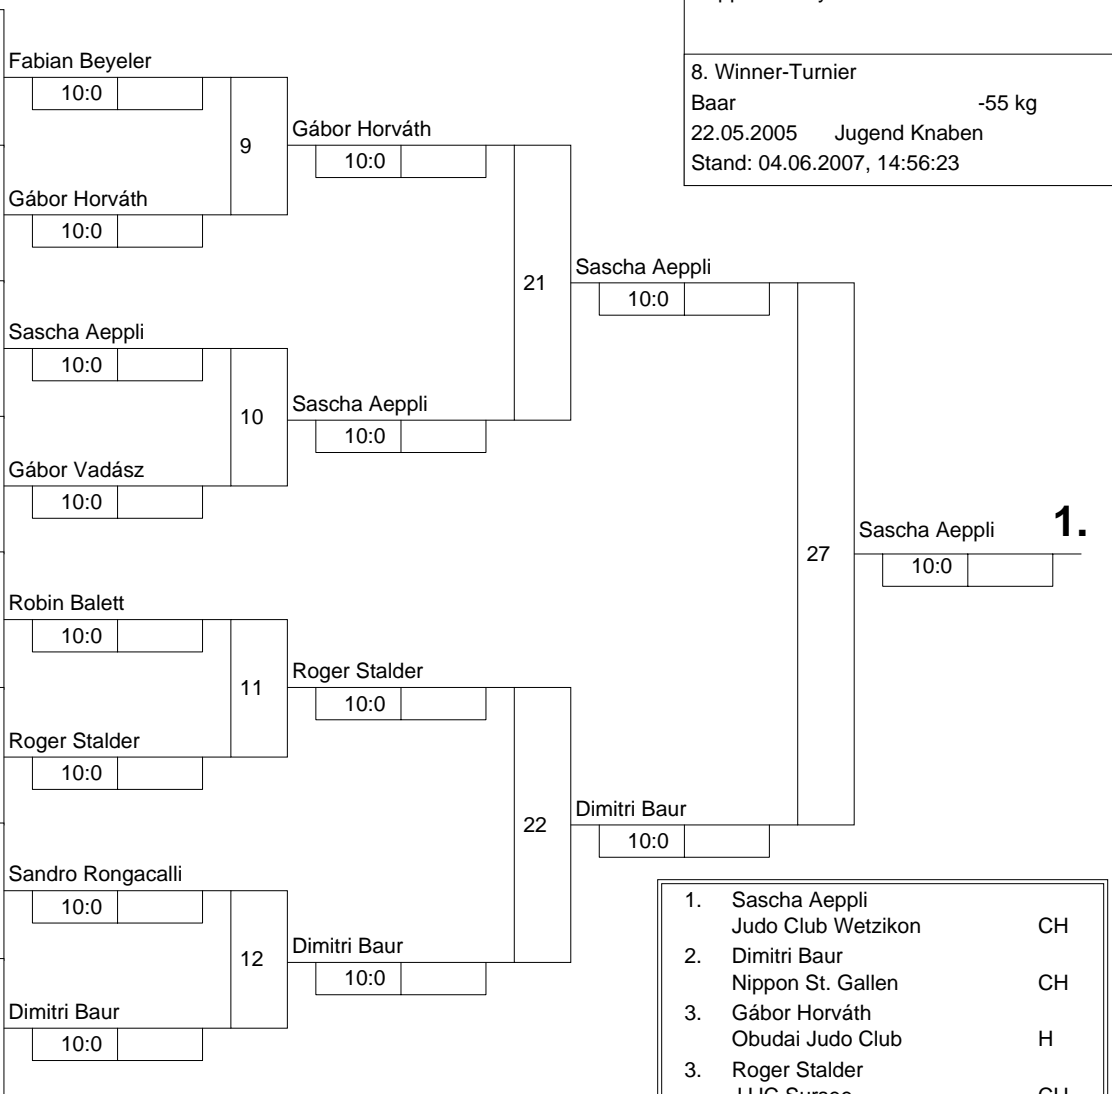 8. Winner-Turnier
Baar -55 kg
22.05.2005 Jugend Knaben
Stand: 04.06.2007, 14:56:23
Fabian Beyeler
10:0
9
Gábor Horváth
10:0
Gábor Horváth
10:0
21
Sascha Aeppli
10:0
Sascha Aeppli
10:0
10
Sascha Aeppli
10:0
Gábor Vadász
10:0
27
Sascha Aeppli 1.
10:0
Robin Balett
10:0
11
Roger Stalder
10:0
Roger Stalder
10:0
22
Dimitri Baur
10:0
Sandro Rongacalli
10:0
12
Dimitri Baur
10:0
Dimitri Baur
10:0
1. Sascha Aeppli
Judo Club Wetzikon CH
2. Dimitri Baur
Nippon St. Gallen CH
3. Gábor Horváth
Obudai Judo Club H
3. Roger Stalder
JJJC Sursee CH